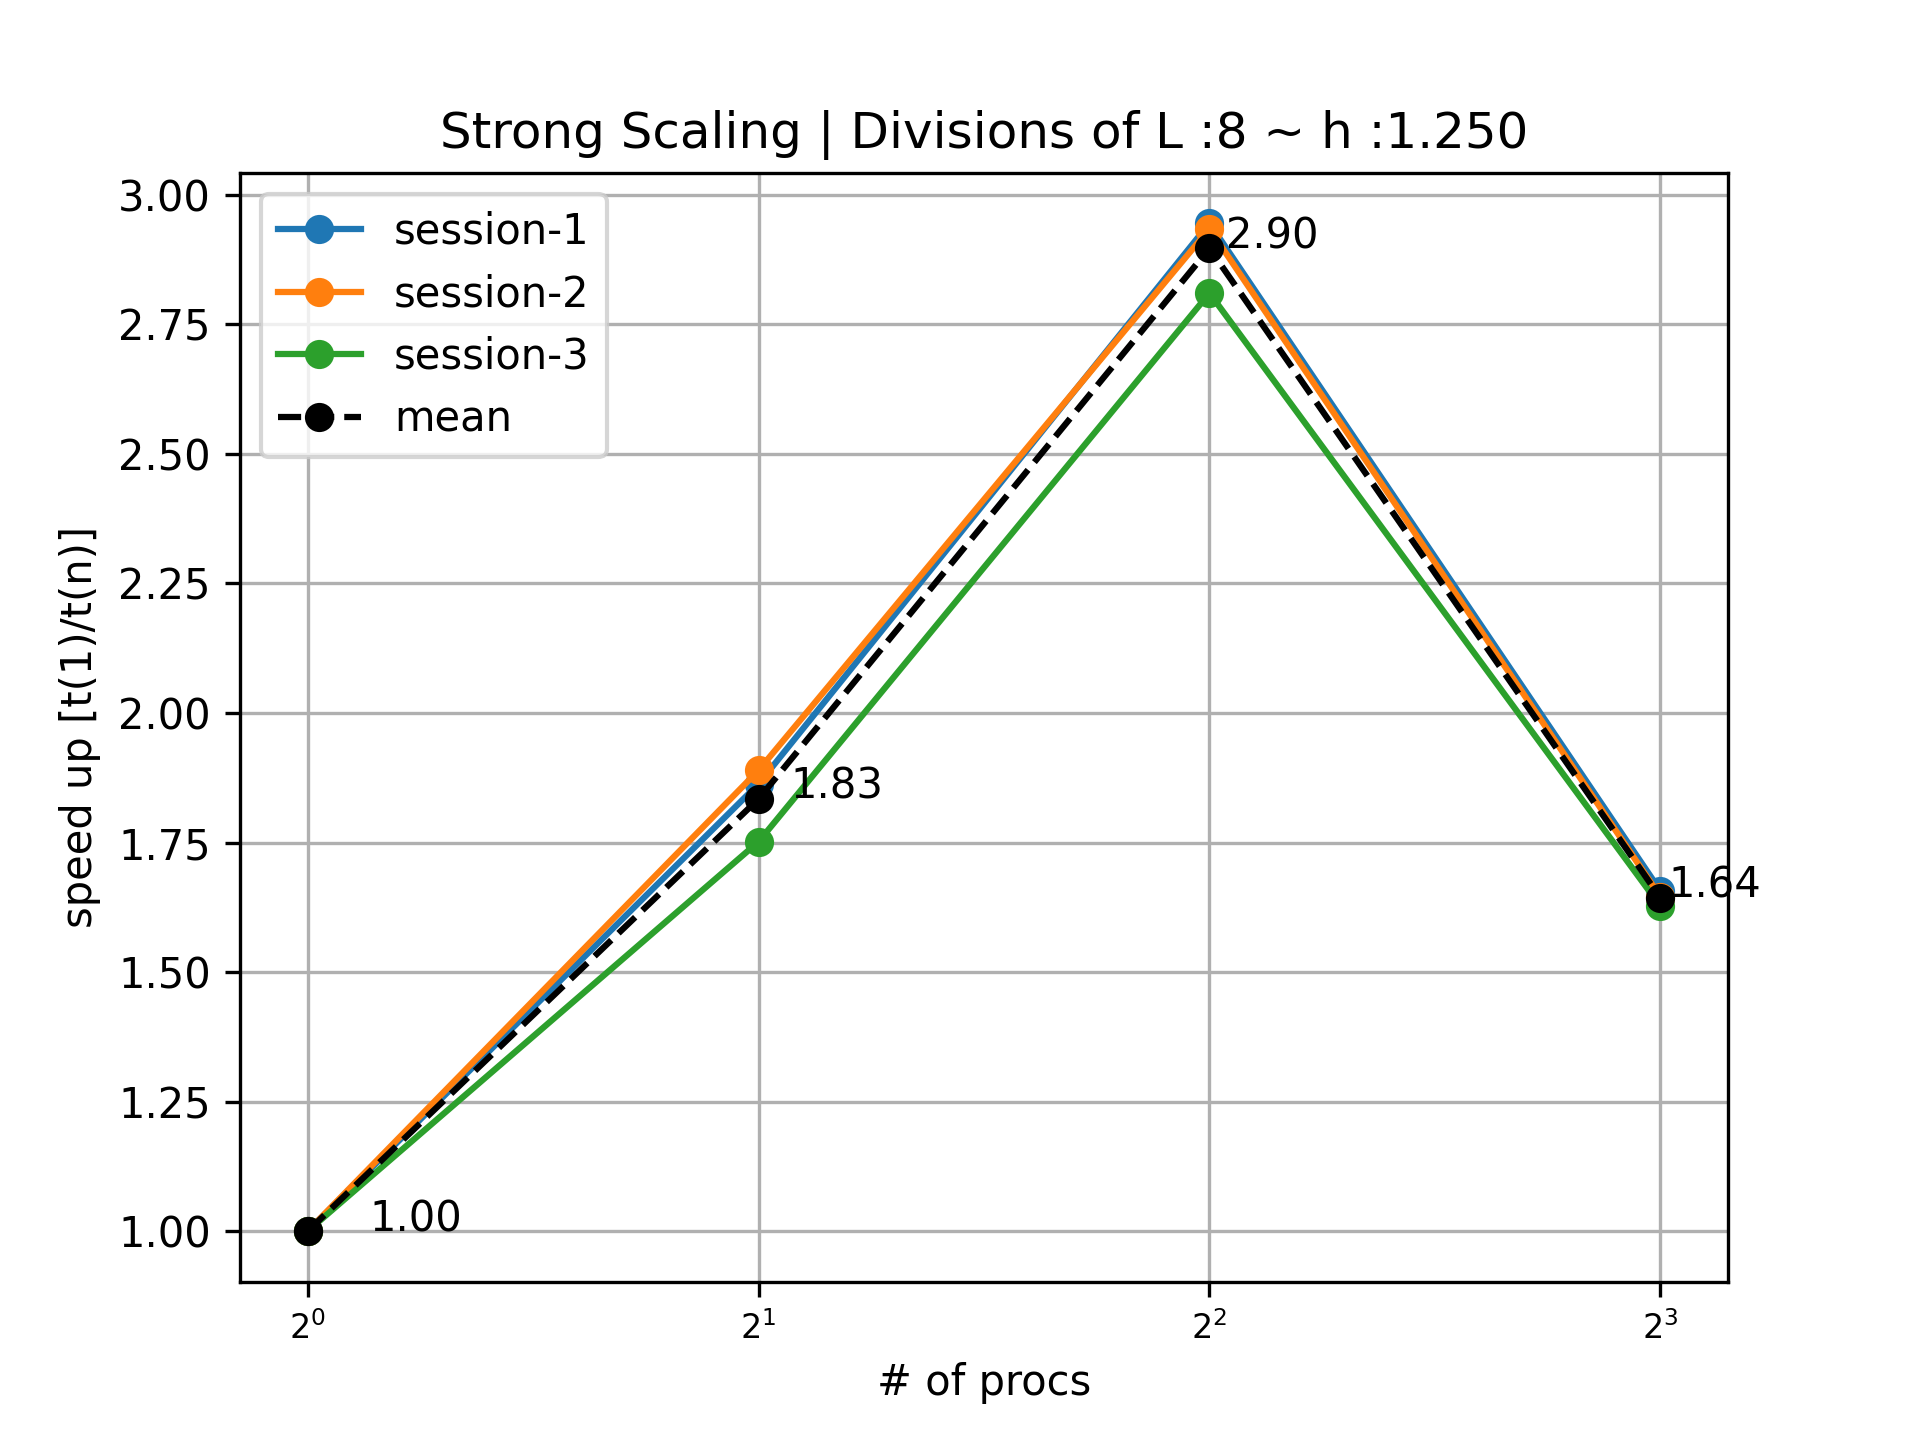 Strong Scaling | Divisions of L :8 ~ h :1.250
3.00
2.75
2.50
2.25
2.00
1.75
1.50
1.25
1.00
speed up [t(1)/t(n)]
session-1
session-2
session-3
mean
2.90
1.83
1.64
1.00
2⁰
2¹
2²
2³
# of procs